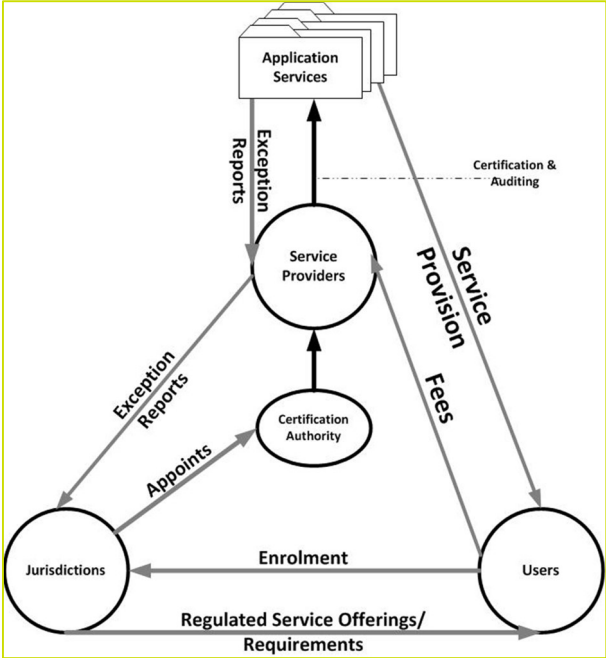 Application
Services
Exception
Reports
Certification &
Auditing
Service
Providers
Service
Provision
Exception
Reports
Fees
Certification
Authority
Appoints
Jurisdictions
Enrolment
Users
Regulated Service Offerings/
Requirements